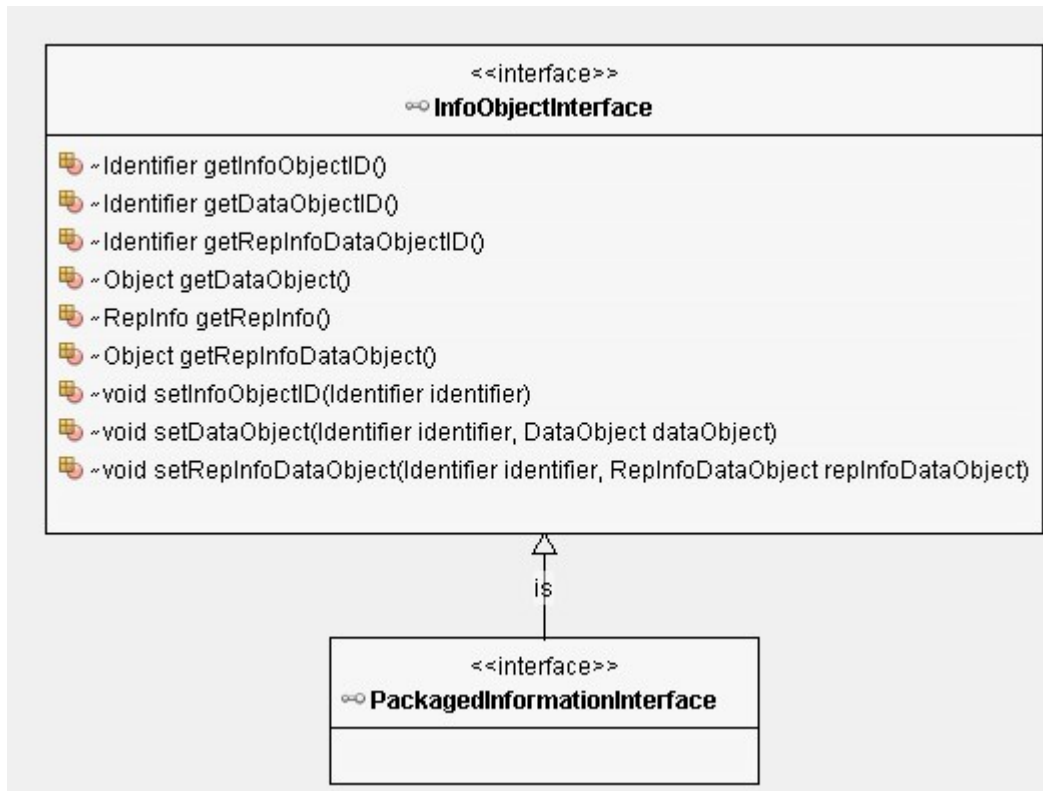 <<interface>>
InfoObjectInterface
~Identifier getInfoObjectID()
~Identifier getDataObjectID()
~Identifier getRepInfoDataObjectID()
~Object getDataObject()
~RepInfo getRepInfo()
~Object getRepInfoDataObject()
~void setInfoObjectID(Identifier identifier)
~void setDataObject(Identifier identifier, DataObject dataObject)
~void setRepInfoDataObject(Identifier identifier, RepInfoDataObject repInfoDataObject)
is
<<interface>>
PackagedInformationInterface